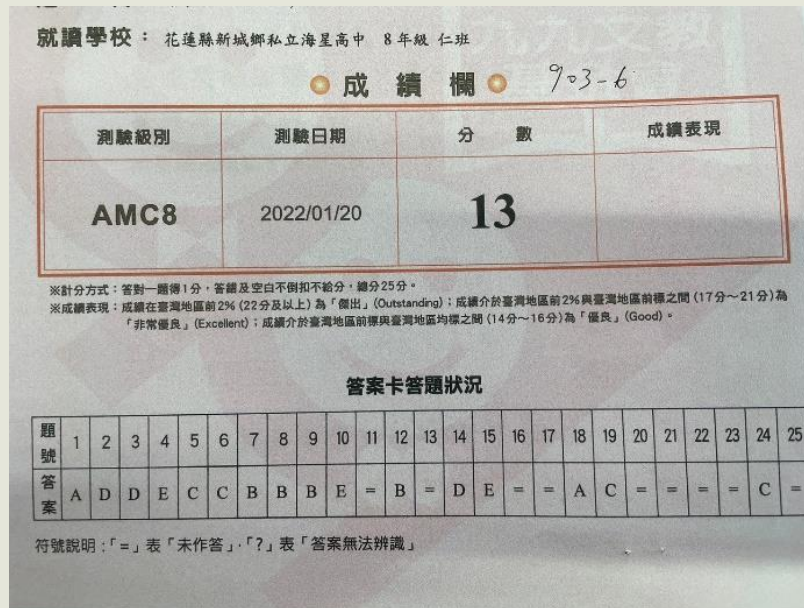 就讀學校： 花蓮縣新城鄉私立海星高中 8年級 仁班
成績欄 903-6
測驗級別 測驗日期 分數 成績表現
AMC8 2022/01/20 13
※計分方式：答對一題得1分，答錯及空白不倒扣不給分，總分25分。
※成績表現：成績在臺灣地區前2% (22分及以上) 為「傑出」(Outstanding)；成績介於臺灣地區前2%與臺灣地區前標之間 (17分～21分)為
「非常優良」(Excellent)；成績介於臺灣地區前標與臺灣地區均標之間 (14分～16分)為「優良」(Good)。
答案卡答題狀況
題號 1 2 3 4 5 6 7 8 9 10 11 12 13 14 15 16 17 18 19 20 21 22 23 24 25
答案 A D D E C C B B B E = B = D E = = A C = = = = C =
符號說明：「=」表「未作答」．「?」表「答案無法辨識」